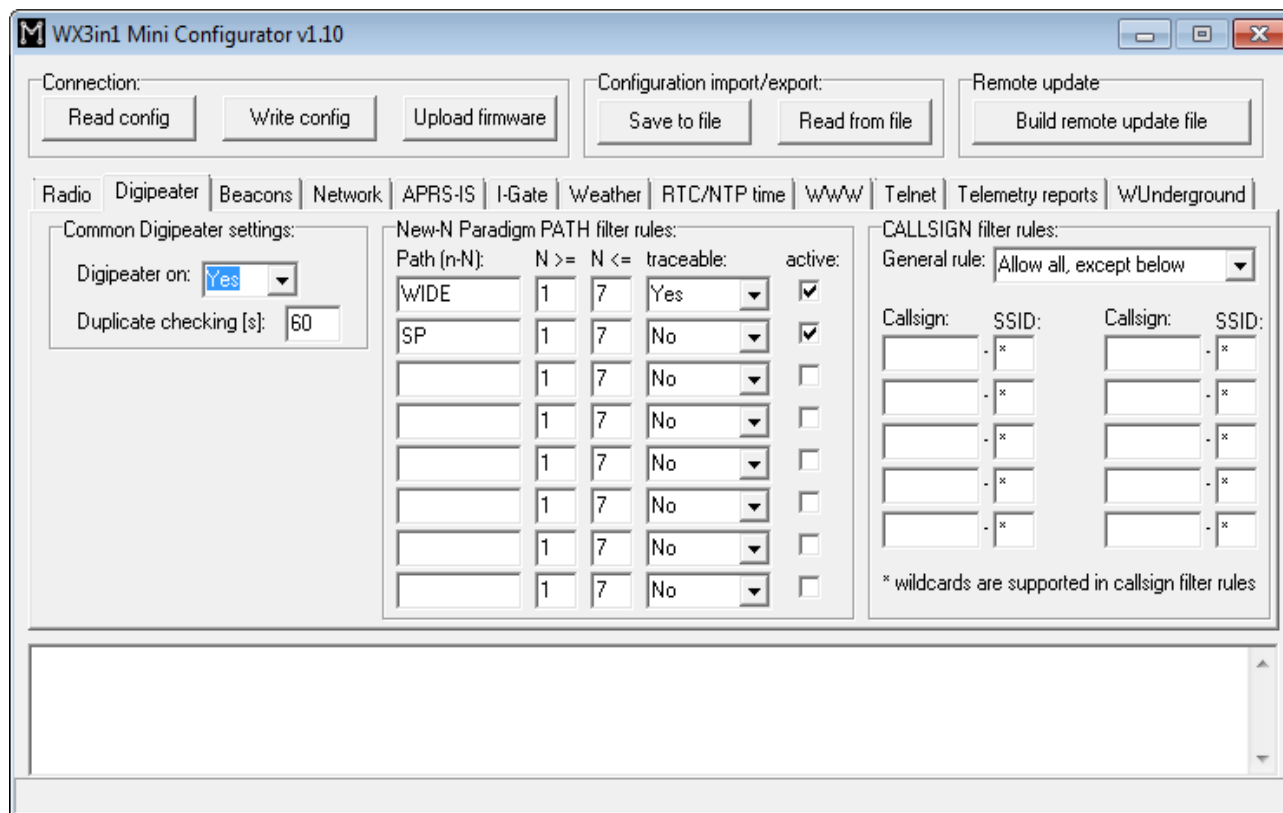 WX3in1 Mini Configurator v1.10
Connection: Configuration import/export: Remote update
Read config Write config Upload firmware Save to file Read from file Build remote update file
Radio Digipeater Beacons Network APRS-IS I-Gate Weather RTC/NTP time WWW Telnet Telemetry reports WUnderground
Common Digipeater settings:
Digipeater on: Yes
Duplicate checking [s]: 60
New-N Paradigm PATH filter rules:
Path (n-N): N >= N <= traceable: active:
WIDE 1 7 Yes
SP 1 7 No
1 7 No
1 7 No
1 7 No
1 7 No
1 7 No
1 7 No
CALLSIGN filter rules:
General rule: Allow all, except below
Callsign: SSID: Callsign: SSID:
- * - *
- * - *
- * - *
- * - *
- * - *
* wildcards are supported in callsign filter rules